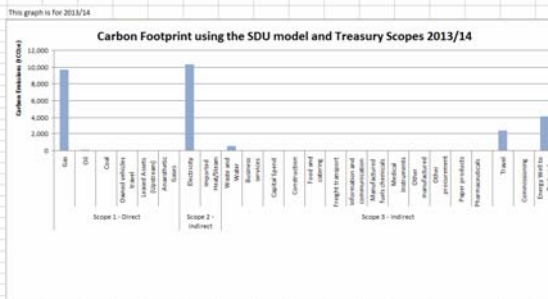 This graph is for 2013/14
Carbon Footprint using the SDU model and Treasury Scopes 2013/14
Carbon Emissions (tCO2e)
12,000
10,000
8,000
6,000
4,000
2,000
0
Gas
Oil
Coal
Owned vehicles travel
Leased Assets (Upstream)
Anaesthetic Gases
Electricity
Imported Heat/Steam
Waste and Water
Business services
Capital Spend
Construction
Food and catering
Freight transport
Information and communication
Manufactured fuels chemicals
Medical Instruments
Other manufactured
Other procurement
Paper products
Pharmaceuticals
Travel
Commissioning
Energy Well to
Scope 1 - Direct
Scope 2 - Indirect
Scope 3 - Indirect